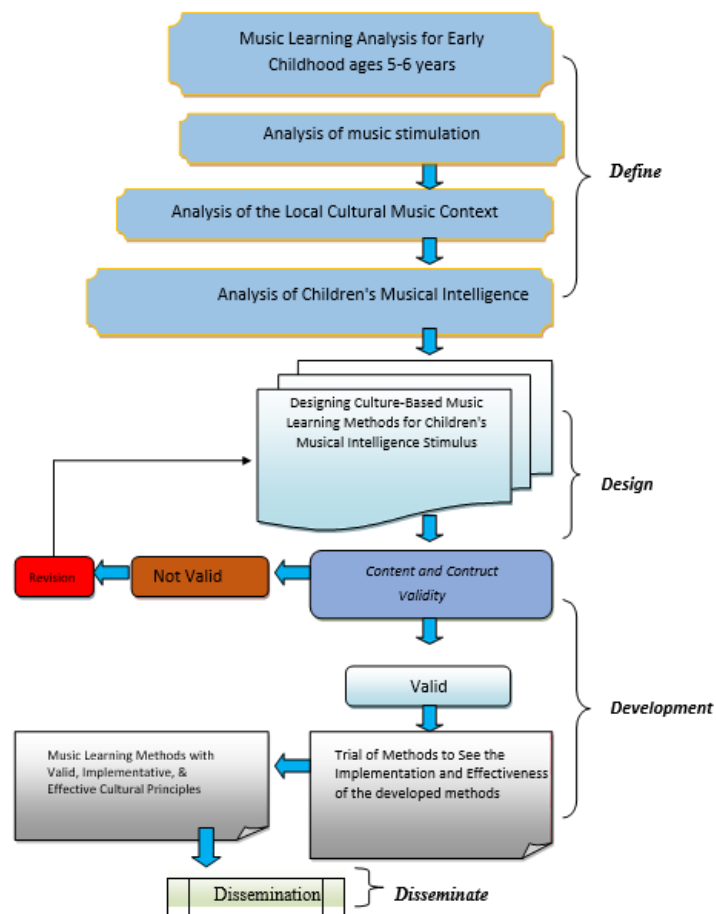 Music Learning Analysis for Early
Childhood ages 5-6 years
Analysis of music stimulation
Define
Analysis of the Local Cultural Music Context
Analysis of Children's Musical Intelligence
Designing Culture-Based Music
Learning Methods for Children's
Musical Intelligence Stimulus
Design
Revision
Not Valid
Content and Contruct
Validity
Valid
Development
Music Learning Methods with
Valid, Implementative, &
Effective Cultural Principles
Trial of Methods to See the
Implementation and Effectiveness
of the developed methods
Dissemination
Disseminate